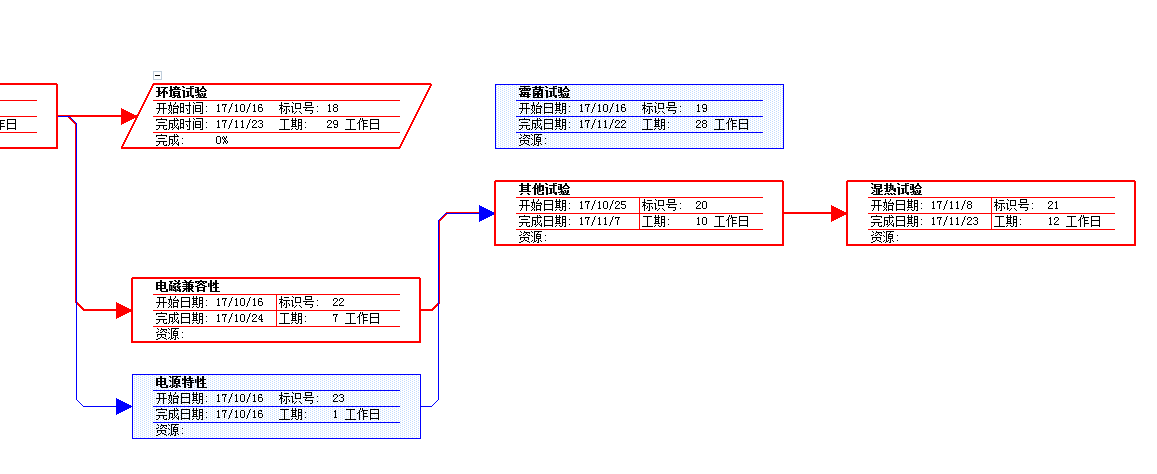 作日
环境试验
开始时间: 17/10/16 标识号: 18
完成时间: 17/11/23 工期: 29 工作日
完成: 0%
霉菌试验
开始日期: 17/10/16 标识号: 19
完成日期: 17/11/22 工期: 28 工作日
资源:
其他试验
开始日期: 17/10/25 标识号: 20
完成日期: 17/11/7 工期: 10 工作日
资源:
湿热试验
开始日期: 17/11/8 标识号: 21
完成日期: 17/11/23 工期: 12 工作日
资源:
电磁兼容性
开始日期: 17/10/16 标识号: 22
完成日期: 17/10/24 工期: 7 工作日
资源:
电源特性
开始日期: 17/10/16 标识号: 23
完成日期: 17/10/16 工期: 1 工作日
资源: